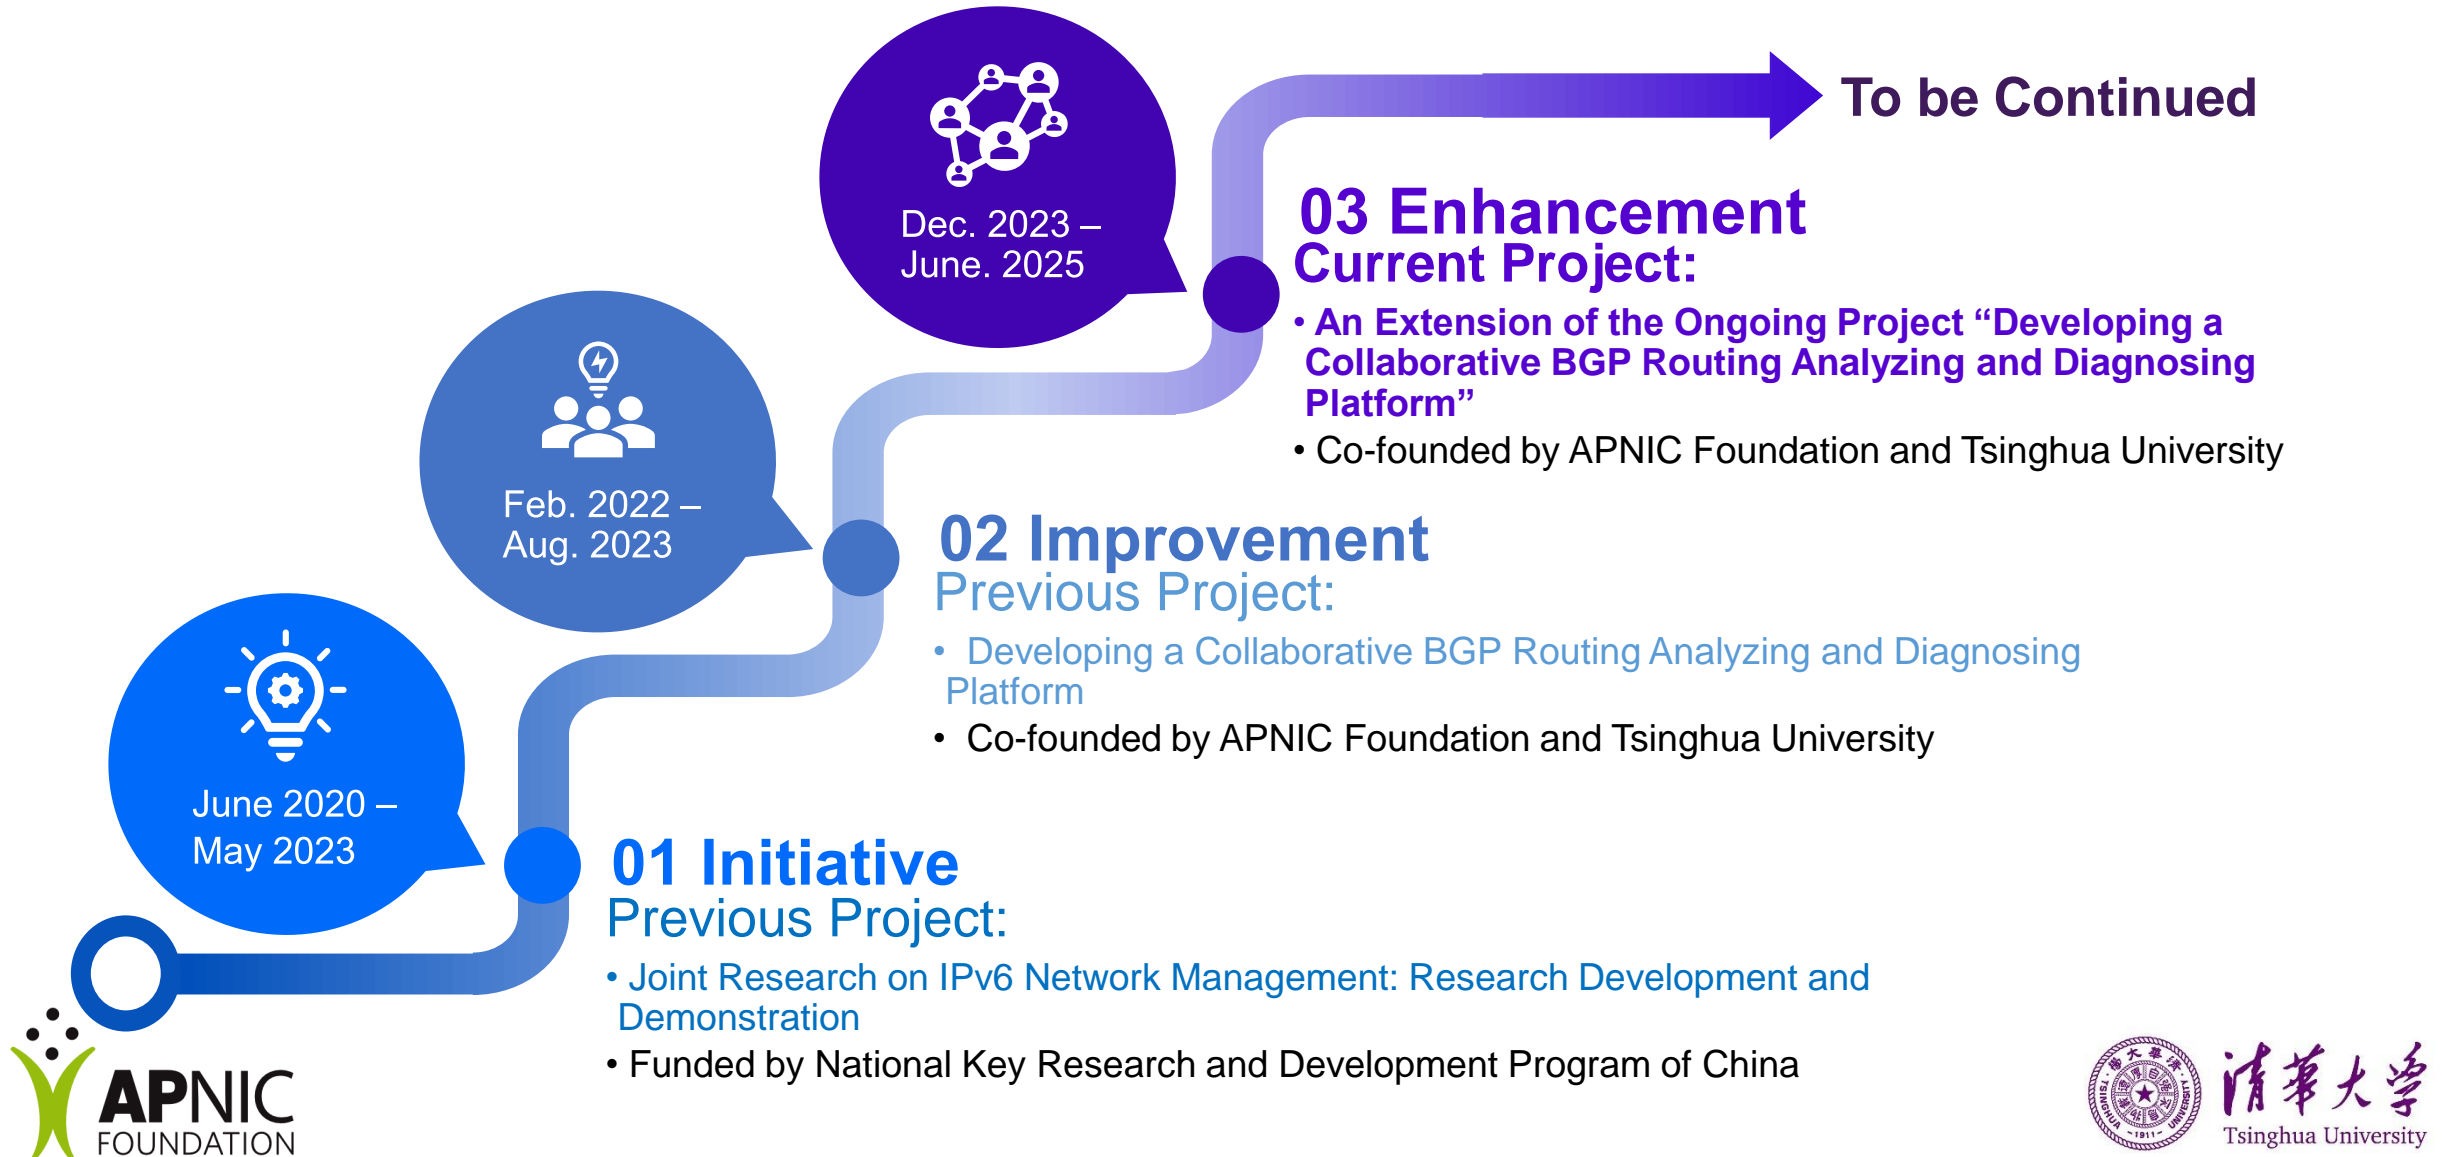 To be Continued
Dec. 2023 –
June. 2025
03 Enhancement
Current Project:
• An Extension of the Ongoing Project “Developing a
Collaborative BGP Routing Analyzing and Diagnosing
Platform”
• Co-founded by APNIC Foundation and Tsinghua University
Feb. 2022 –
Aug. 2023
02 Improvement
Previous Project:
• Developing a Collaborative BGP Routing Analyzing and Diagnosing
Platform
• Co-founded by APNIC Foundation and Tsinghua University
June 2020 –
May 2023
01 Initiative
Previous Project:
• Joint Research on IPv6 Network Management: Research Development and
Demonstration
• Funded by National Key Research and Development Program of China
APNIC
FOUNDATION
TSINGHUA UNIVERSITY
-1911-
清華大学
Tsinghua University